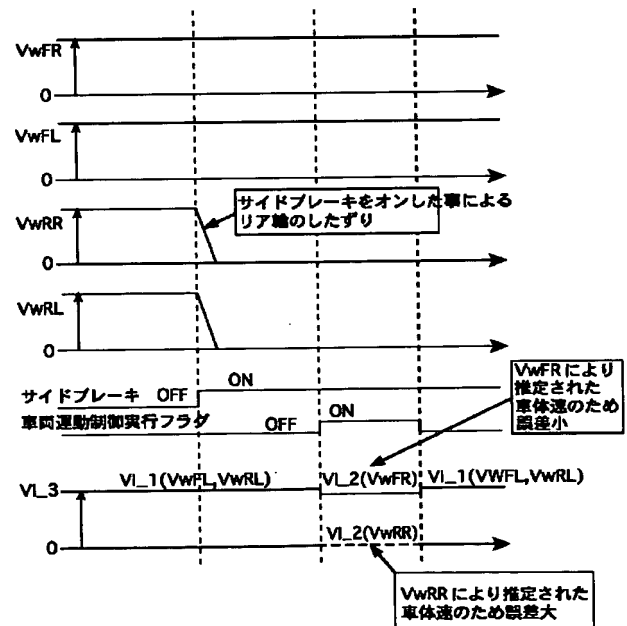 VwFR
0
VwFL
0
サイドブレーキをオンした事による
リア輪のしたずり
VwRR
0
VwRL
0
サイドブレーキ OFF ON
車両運動制御実行フラグ OFF ON
VwFRにより
推定された
車体速のため
誤差小
VI_3 VI_1(VwFL,VwRL) VI_2(VwFR) VI_1(VWFL,VwRL)
0
VI_2(VwRR)
VwRRにより推定された
車体速のため誤差大